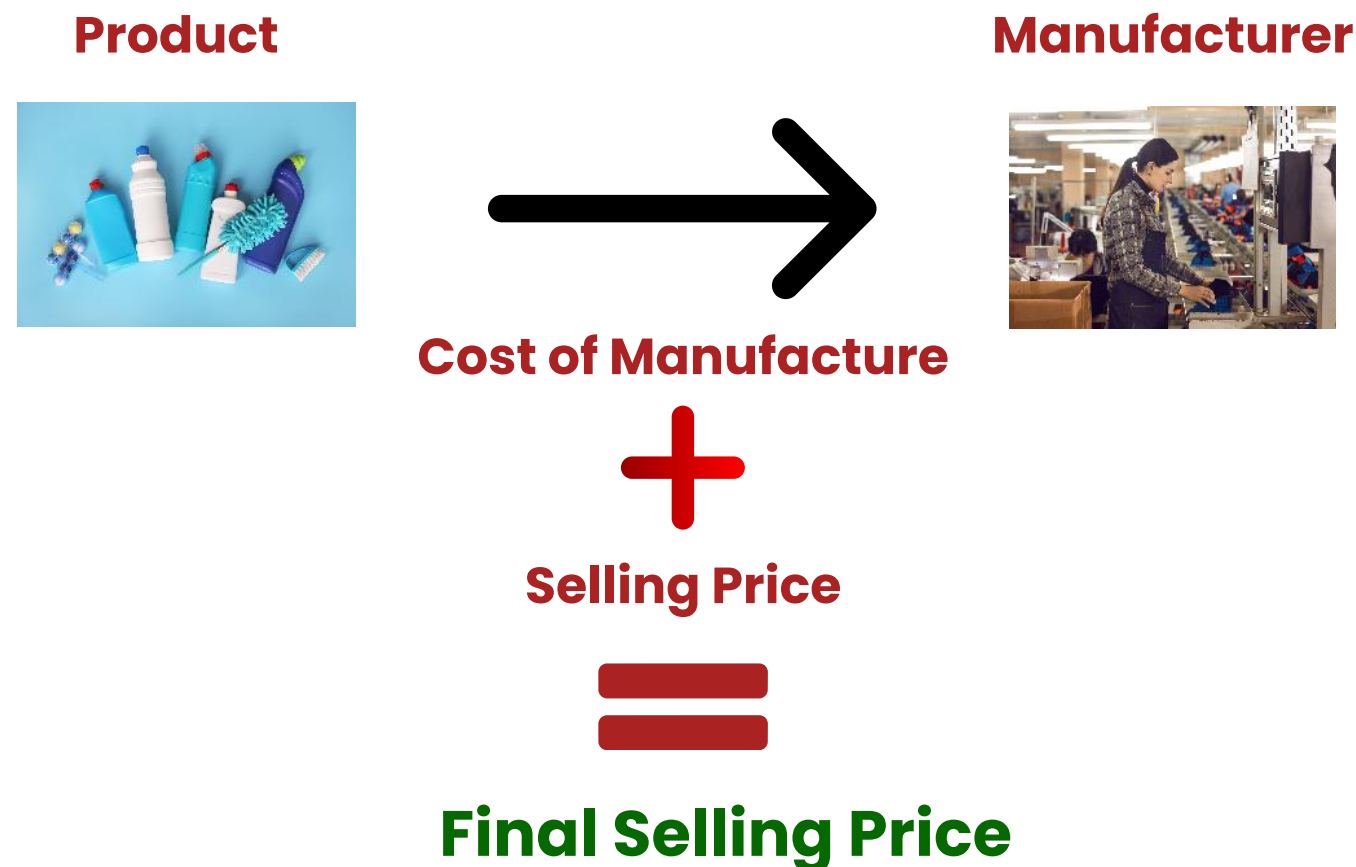 Product
Manufacturer
Cost of Manufacture
Selling Price
Final Selling Price